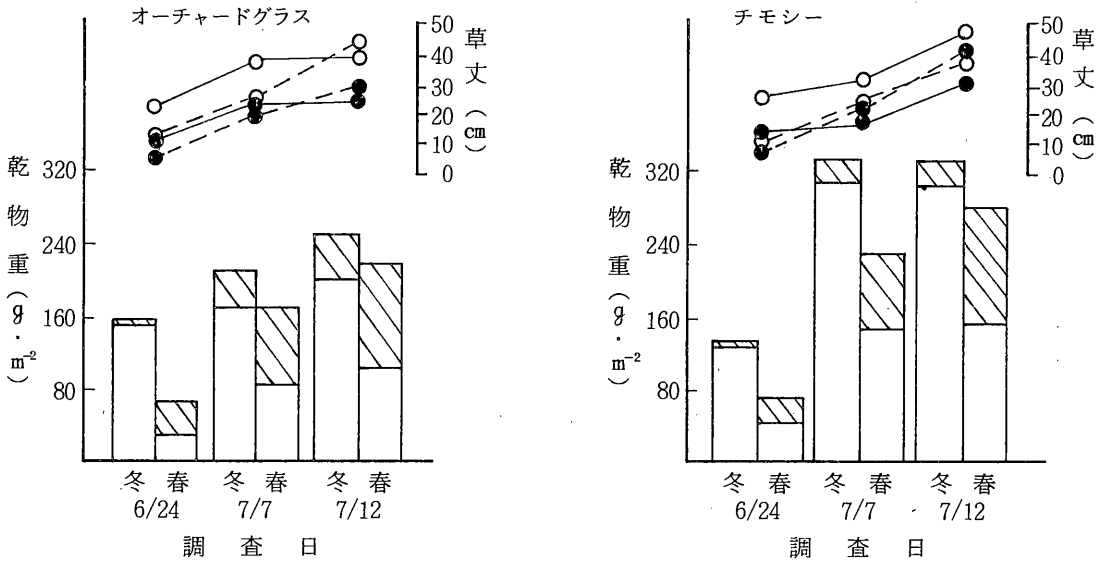 オーチャードグラス
50
40
30
20
10
0
草丈(cm)
乾物重(g・m⁻²)
320
240
160
80
冬 春 冬 春 冬 春
6/24 7/7 7/12
調査日
チモシー
50
40
30
20
10
0
草丈(cm)
乾物重(g・m⁻²)
320
240
160
80
冬 春 冬 春 冬 春
6/24 7/7 7/12
調査日